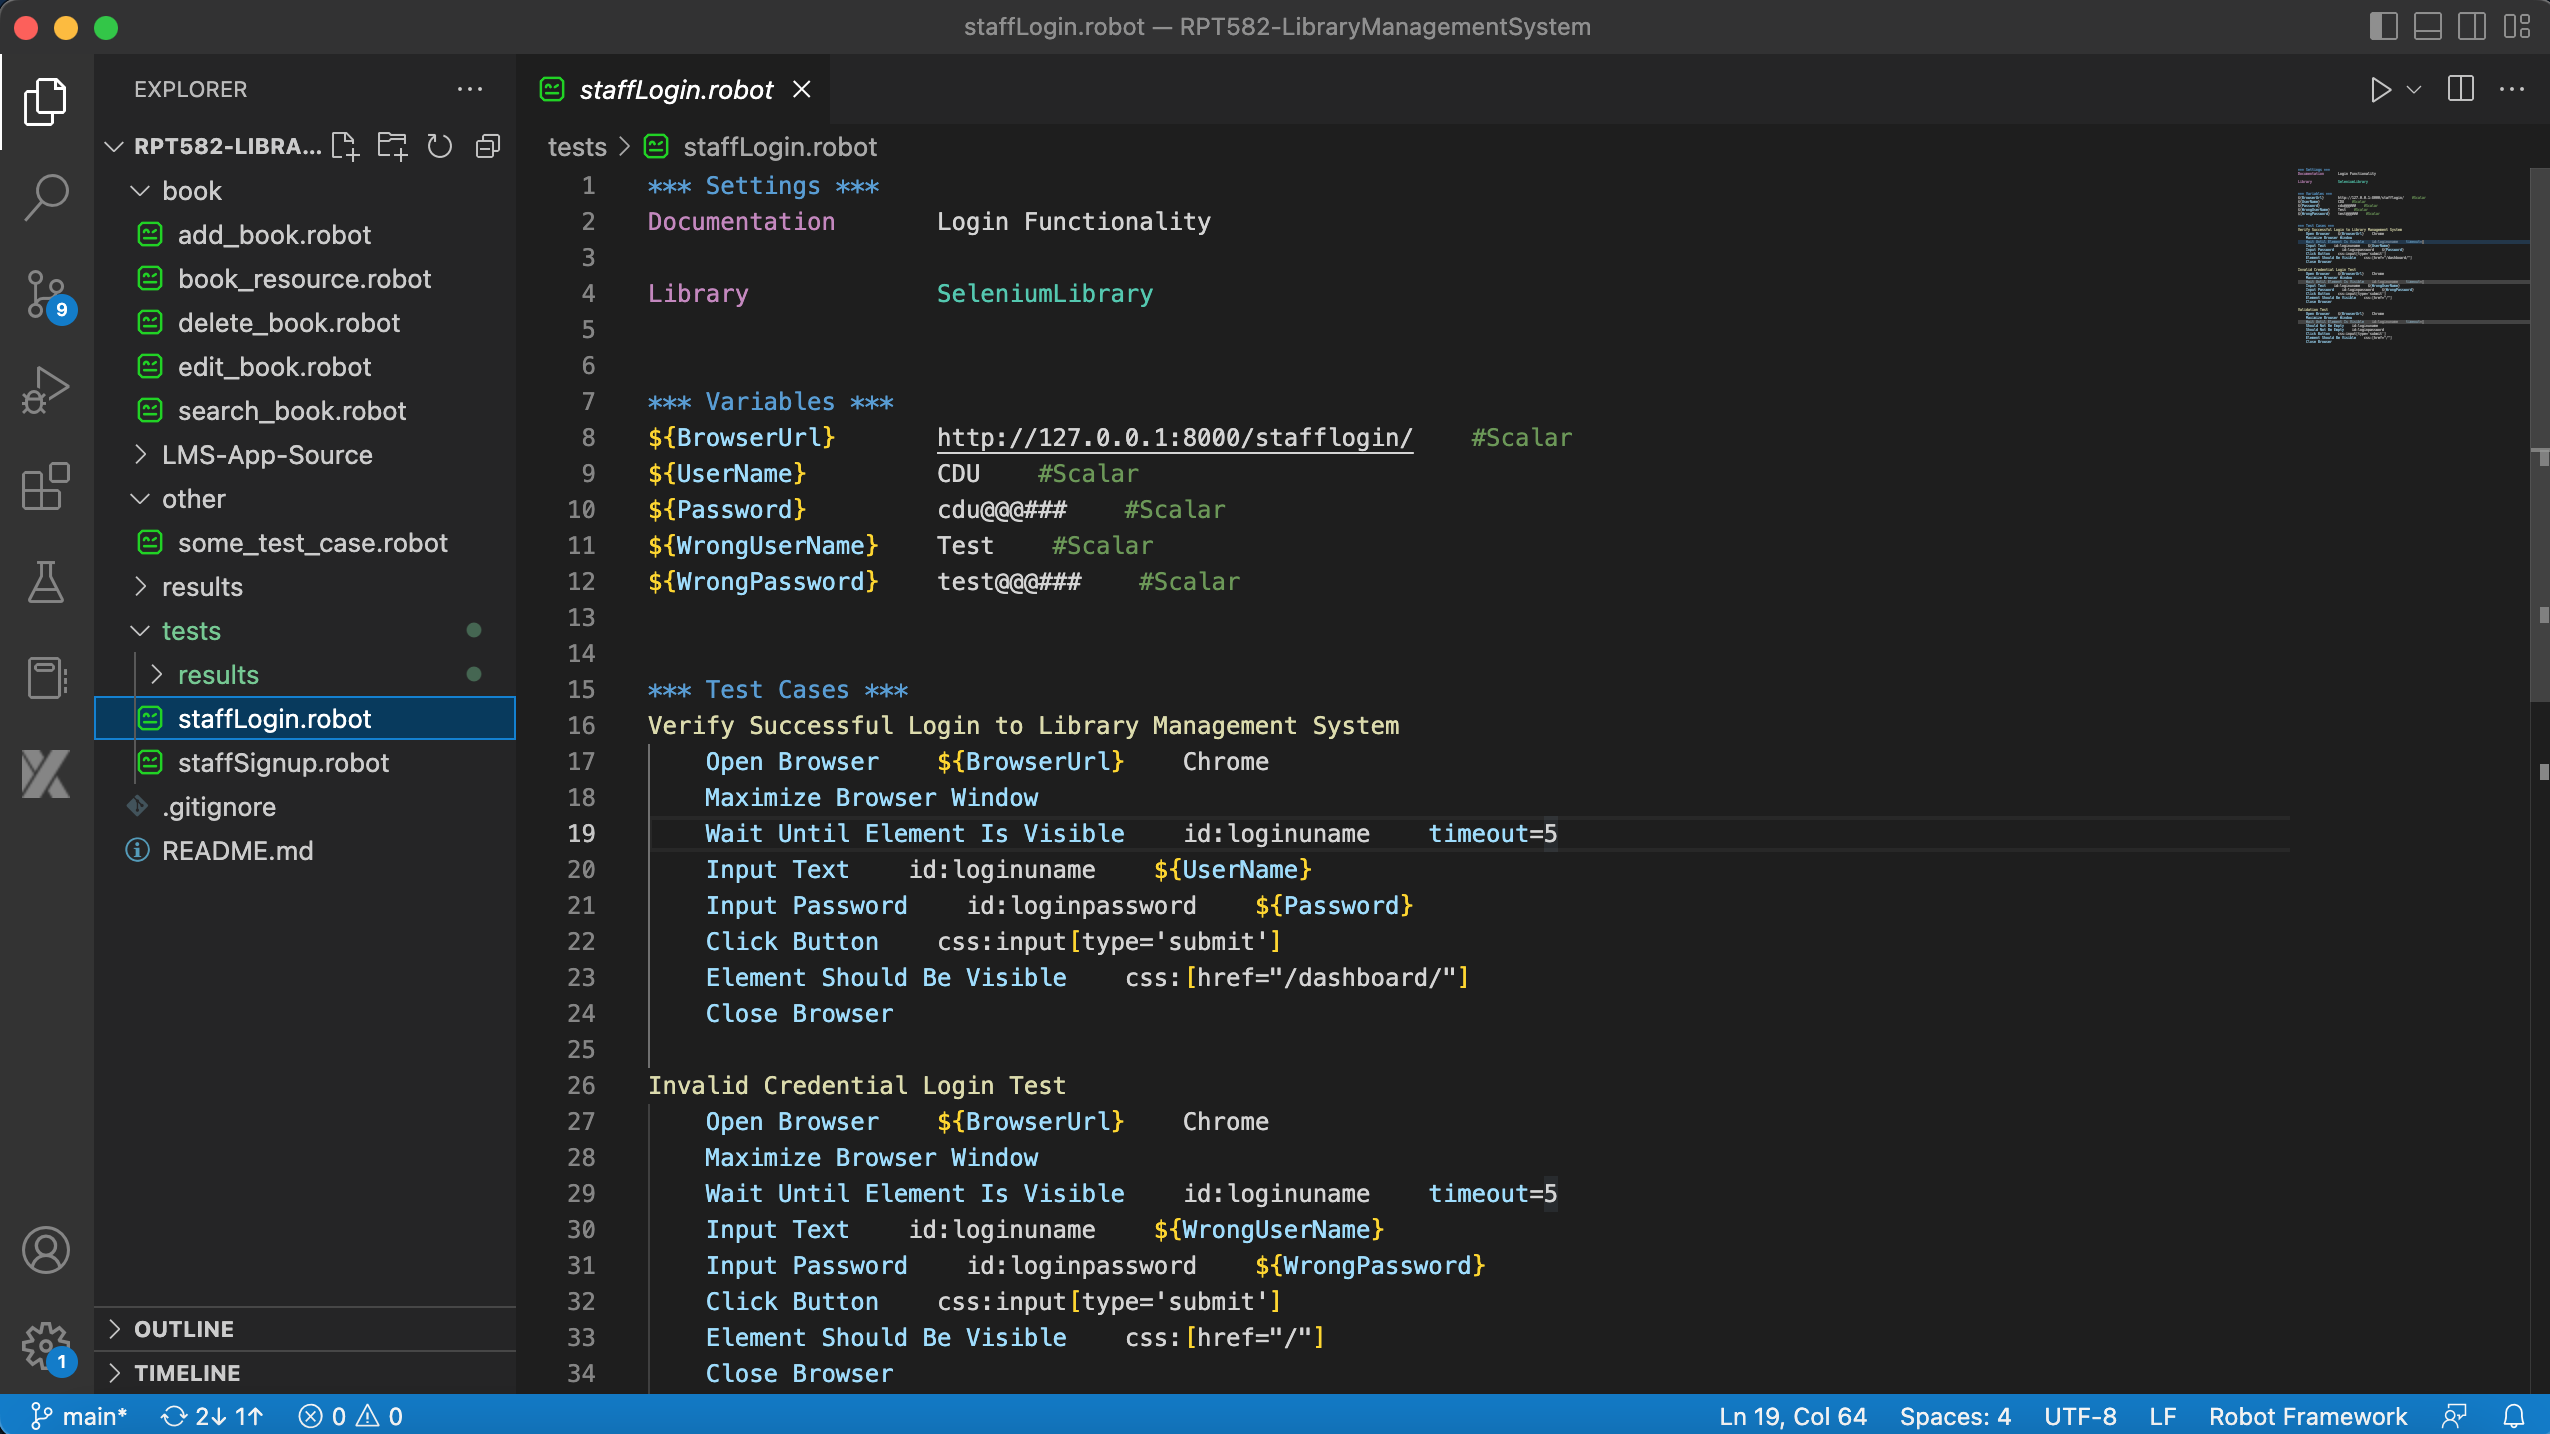 staffLogin.robot — RPT582-LibraryManagementSystem
EXPLORER
RPT582-LIBRA...
book
add_book.robot
book_resource.robot
delete_book.robot
edit_book.robot
search_book.robot
LMS-App-Source
other
some_test_case.robot
results
tests
results
staffLogin.robot
staffSignup.robot
.gitignore
README.md
OUTLINE
TIMELINE
9
1
staffLogin.robot
tests > staffLogin.robot
1 *** Settings ***
2 Documentation       Login Functionality
3
4 Library             SeleniumLibrary
5
6
7 *** Variables ***
8 ${BrowserUrl}       http://127.0.0.1:8000/stafflogin/    #Scalar
9 ${UserName}         CDU    #Scalar
10 ${Password}         cdu@@@###    #Scalar
11 ${WrongUserName}    Test    #Scalar
12 ${WrongPassword}    test@@@###    #Scalar
13
14
15 *** Test Cases ***
16 Verify Successful Login to Library Management System
17     Open Browser    ${BrowserUrl}    Chrome
18     Maximize Browser Window
19     Wait Until Element Is Visible    id:loginuname    timeout=5
20     Input Text    id:loginuname    ${UserName}
21     Input Password    id:loginpassword    ${Password}
22     Click Button    css:input[type='submit']
23     Element Should Be Visible    css:[href="/dashboard/"]
24     Close Browser
25
26 Invalid Credential Login Test
27     Open Browser    ${BrowserUrl}    Chrome
28     Maximize Browser Window
29     Wait Until Element Is Visible    id:loginuname    timeout=5
30     Input Text    id:loginuname    ${WrongUserName}
31     Input Password    id:loginpassword    ${WrongPassword}
32     Click Button    css:input[type='submit']
33     Element Should Be Visible    css:[href="/"]
34     Close Browser
main* 2↓ 1↑ 0 0 Ln 19, Col 64 Spaces: 4 UTF-8 LF Robot Framework